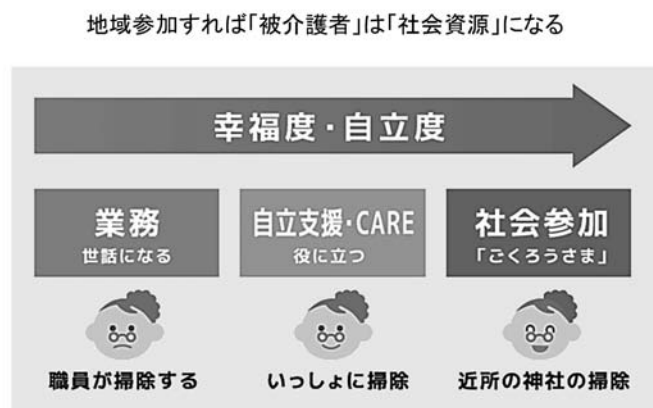 地域参加すれば「被介護者」は「社会資源」になる
幸福度・自立度
業務
世話になる
自立支援・CARE
役に立つ
社会参加
「ごくろうさま」
職員が掃除する
いっしょに掃除
近所の神社の掃除